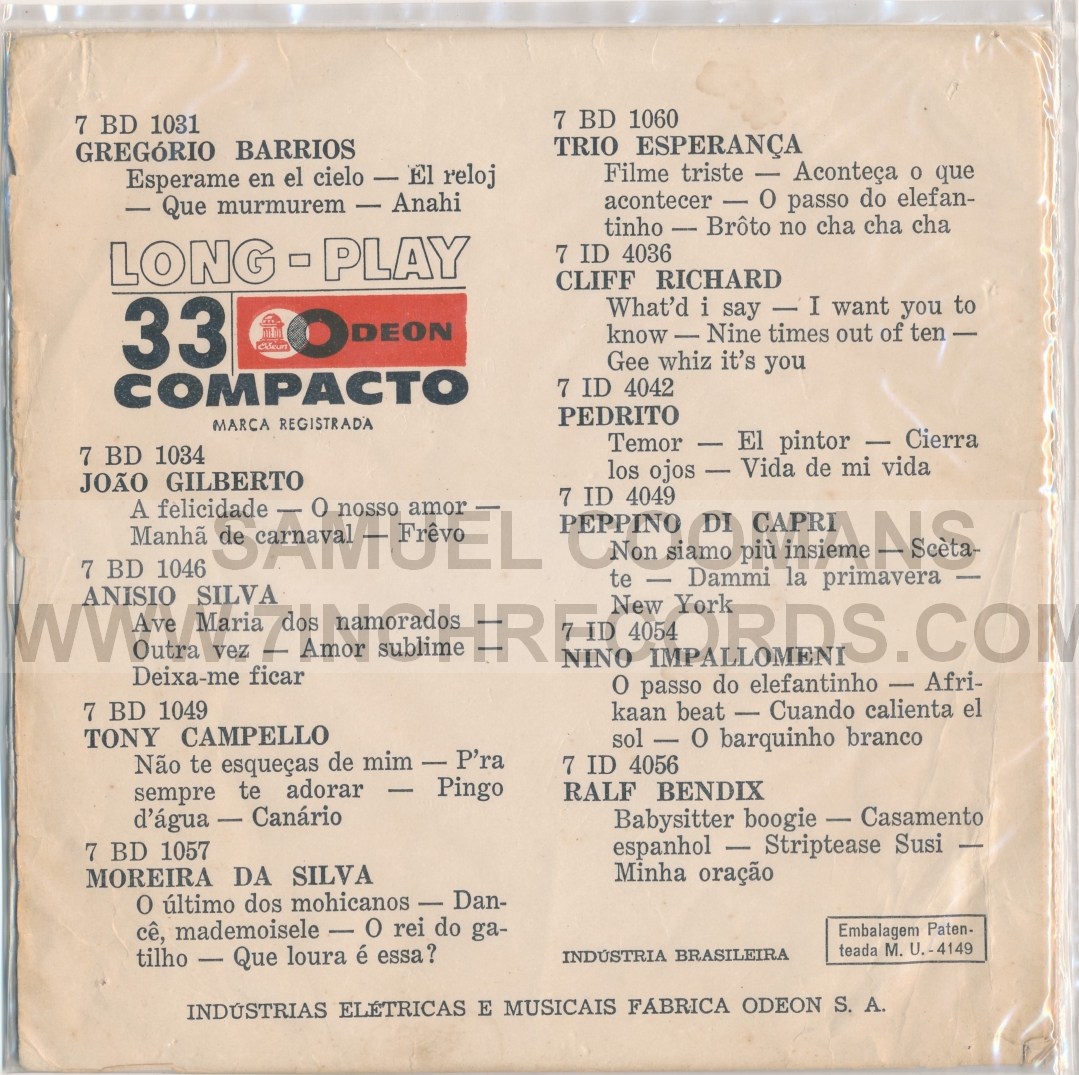 7 BD 1031
GREGóRIO BARRIOS
Esperame en el cielo — El reloj
— Que murmurem — Anahi
LONG-PLAY
33 ODEON
COMPACTO
MARCA REGISTRADA
7 BD 1034
JOÃO GILBERTO
A felicidade — O nosso amor —
Manhã de carnaval — Frêvo
7 BD 1046
ANISIO SILVA
Ave Maria dos namorados —
Outra vez — Amor sublime —
Deixa-me ficar
7 BD 1049
TONY CAMPELLO
Não te esqueças de mim — P'ra
sempre te adorar — Pingo
d'água — Canário
7 BD 1057
MOREIRA DA SILVA
O último dos mohicanos — Dan-
cê, mademoisele — O rei do ga-
tilho — Que loura é essa?
7 BD 1060
TRIO ESPERANÇA
Filme triste — Aconteça o que
acontecer — O passo do elefan-
tinho — Brôto no cha cha cha
7 ID 4036
CLIFF RICHARD
What'd i say — I want you to
know — Nine times out of ten —
Gee whiz it's you
7 ID 4042
PEDRITO
Temor — El pintor — Cierra
los ojos — Vida de mi vida
7 ID 4049
PEPPINO DI CAPRI
Non siamo più insieme — Scèta-
te — Dammi la primavera —
New York
7 ID 4054
NINO IMPALLOMENI
O passo do elefantinho — Afri-
kaan beat — Cuando calienta el
sol — O barquinho branco
7 ID 4056
RALF BENDIX
Babysitter boogie — Casamento
espanhol — Striptease Susi —
Minha oração
INDÚSTRIA BRASILEIRA
Embalagem Paten-
teada M. U. - 4149
INDÚSTRIAS ELÉTRICAS E MUSICAIS FÁBRICA ODEON S. A.
SAMUEL COOMANS
WWW.7INCHRECORDS.COM